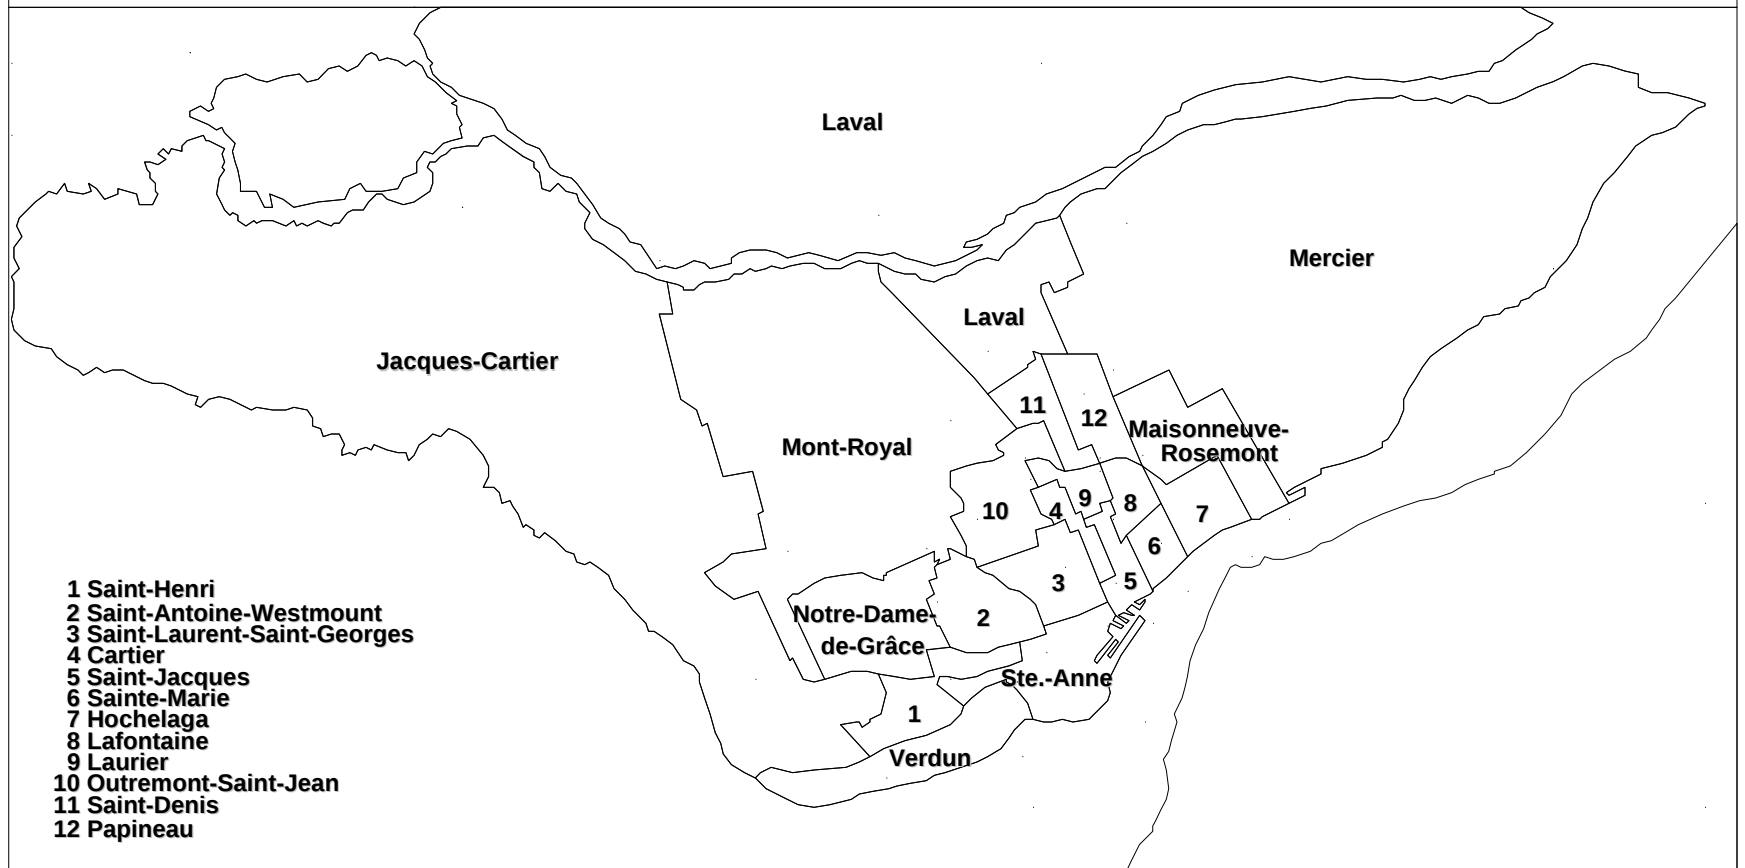 Laval
Mercier
Laval
Jacques-Cartier
11
12
Maisonneuve-
Rosemont
Mont-Royal
10
4
9
8
7
6
3
5
Notre-Dame-
de-Grâce
2
Ste.-Anne
1
Verdun
1 Saint-Henri
2 Saint-Antoine-Westmount
3 Saint-Laurent-Saint-Georges
4 Cartier
5 Saint-Jacques
6 Sainte-Marie
7 Hochelaga
8 Lafontaine
9 Laurier
10 Outremont-Saint-Jean
11 Saint-Denis
12 Papineau